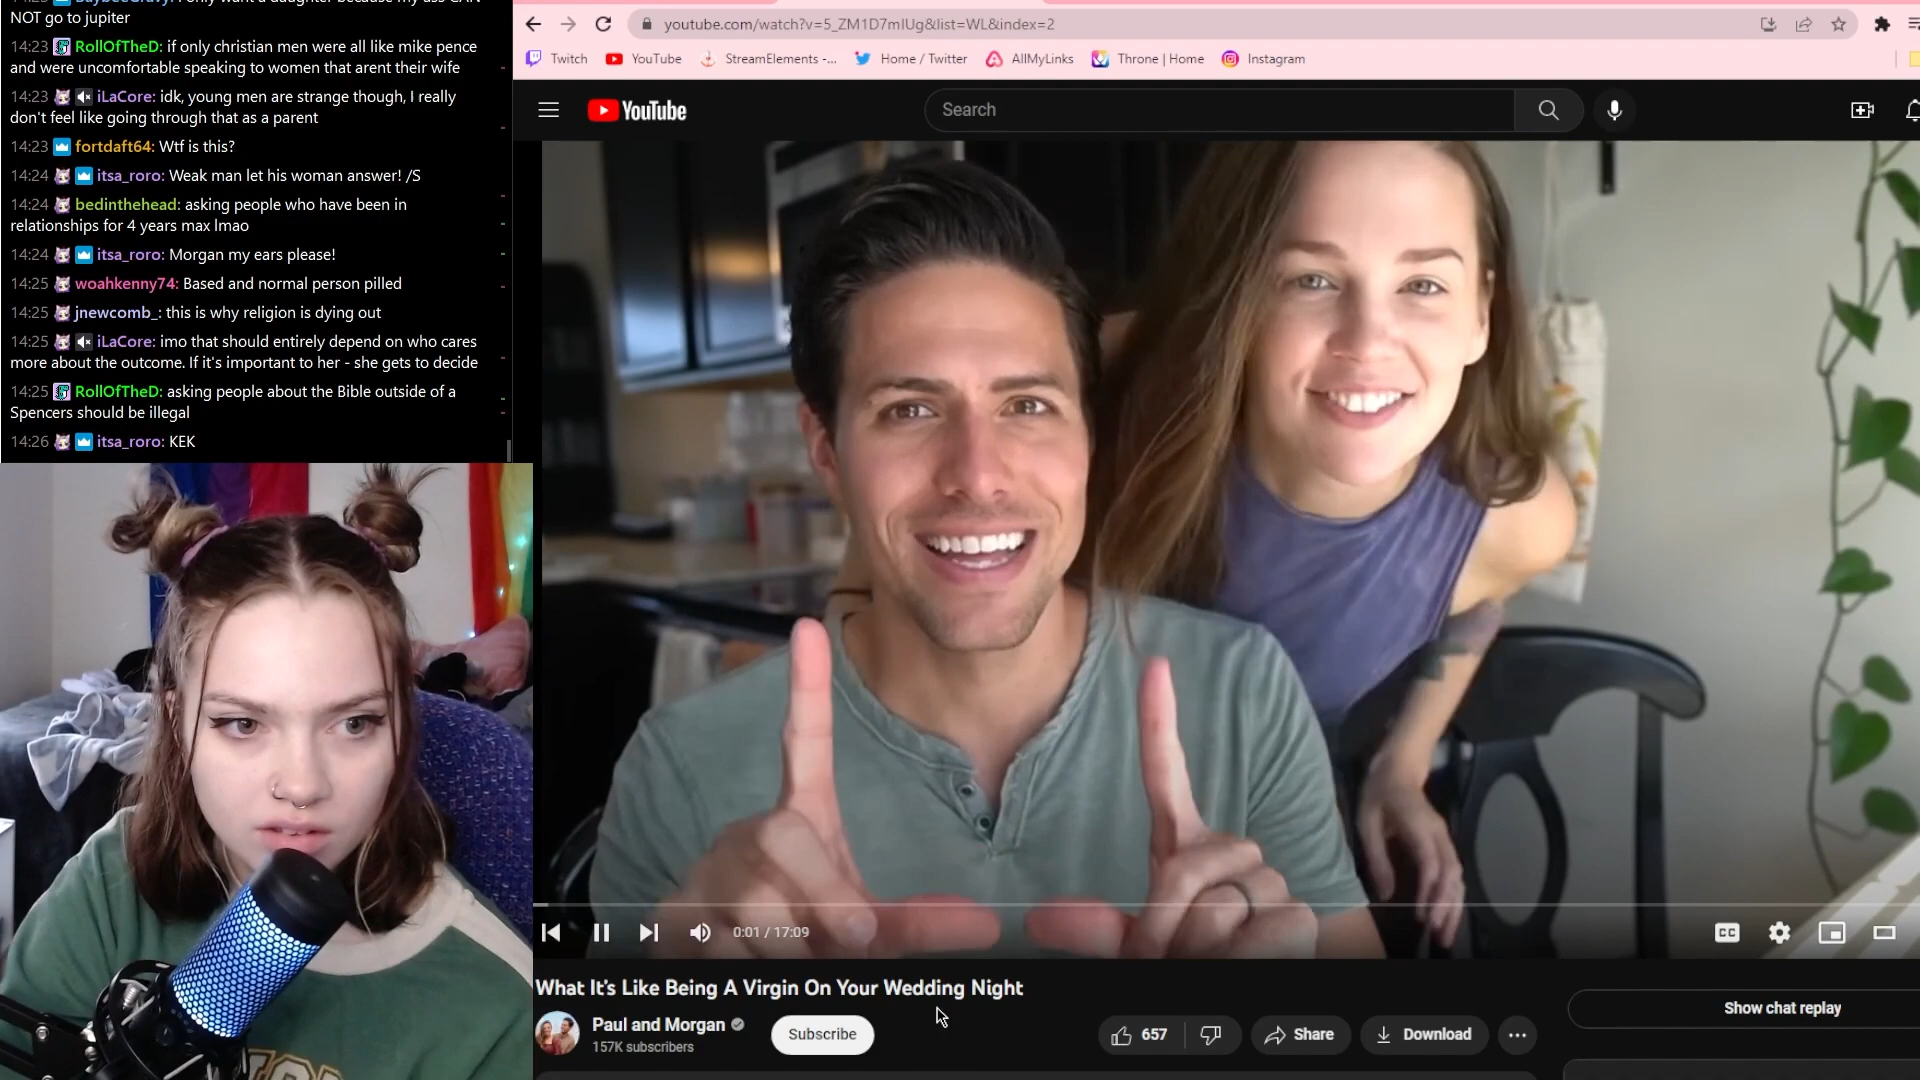 NOT go to jupiter
14:23 RollOfTheD: if only christian men were all like mike pence
and were uncomfortable speaking to women that arent their wife
14:23 iLaCore: idk, young men are strange though, I really
don't feel like going through that as a parent
14:23 fortdaft64: Wtf is this?
14:24 itsa_roro: Weak man let his woman answer! /S
14:24 bedinthehead: asking people who have been in
relationships for 4 years max lmao
14:24 itsa_roro: Morgan my ears please!
14:25 woahkenny74: Based and normal person pilled
14:25 jnewcomb_: this is why religion is dying out
14:25 iLaCore: imo that should entirely depend on who cares
more about the outcome. If it's important to her - she gets to decide
14:25 RollOfTheD: asking people about the Bible outside of a
Spencers should be illegal
14:26 itsa_roro: KEK
youtube.com/watch?v=5_ZM1D7mIUg&list=WL&index=2
Twitch YouTube StreamElements -... Home / Twitter AllMyLinks Throne | Home Instagram
YouTube Search
0:01 / 17:09 CC
What It's Like Being A Virgin On Your Wedding Night
Paul and Morgan
157K subscribers
Subscribe
657 Share Download
Show chat replay